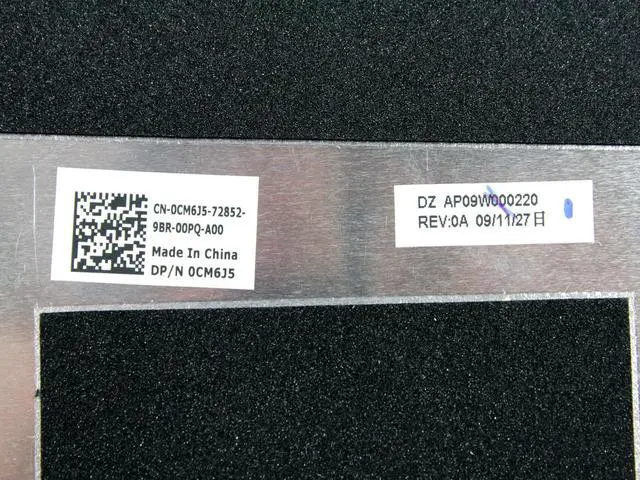 CN-0CM6J5-72852-
9BR-00PQ-A00
Made In China
DP/N 0CM6J5
DZ AP09W000220
REV:0A 09/11/27日